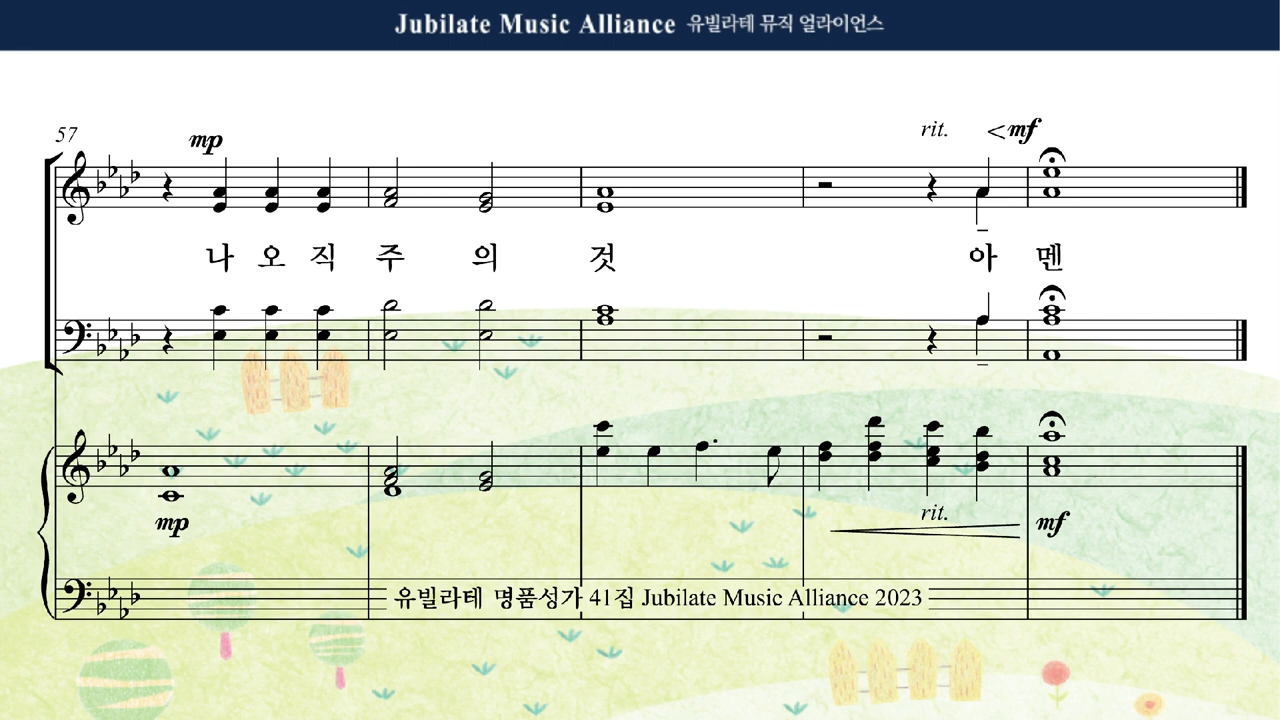 Jubilate Music Alliance 유빌라테 뮤직 얼라이언스
57
mp
rit. mf
나 오 직 주 의 것 아 멘
rit.
mp mf
유빌라테 명품성가 41집 Jubilate Music Alliance 2023